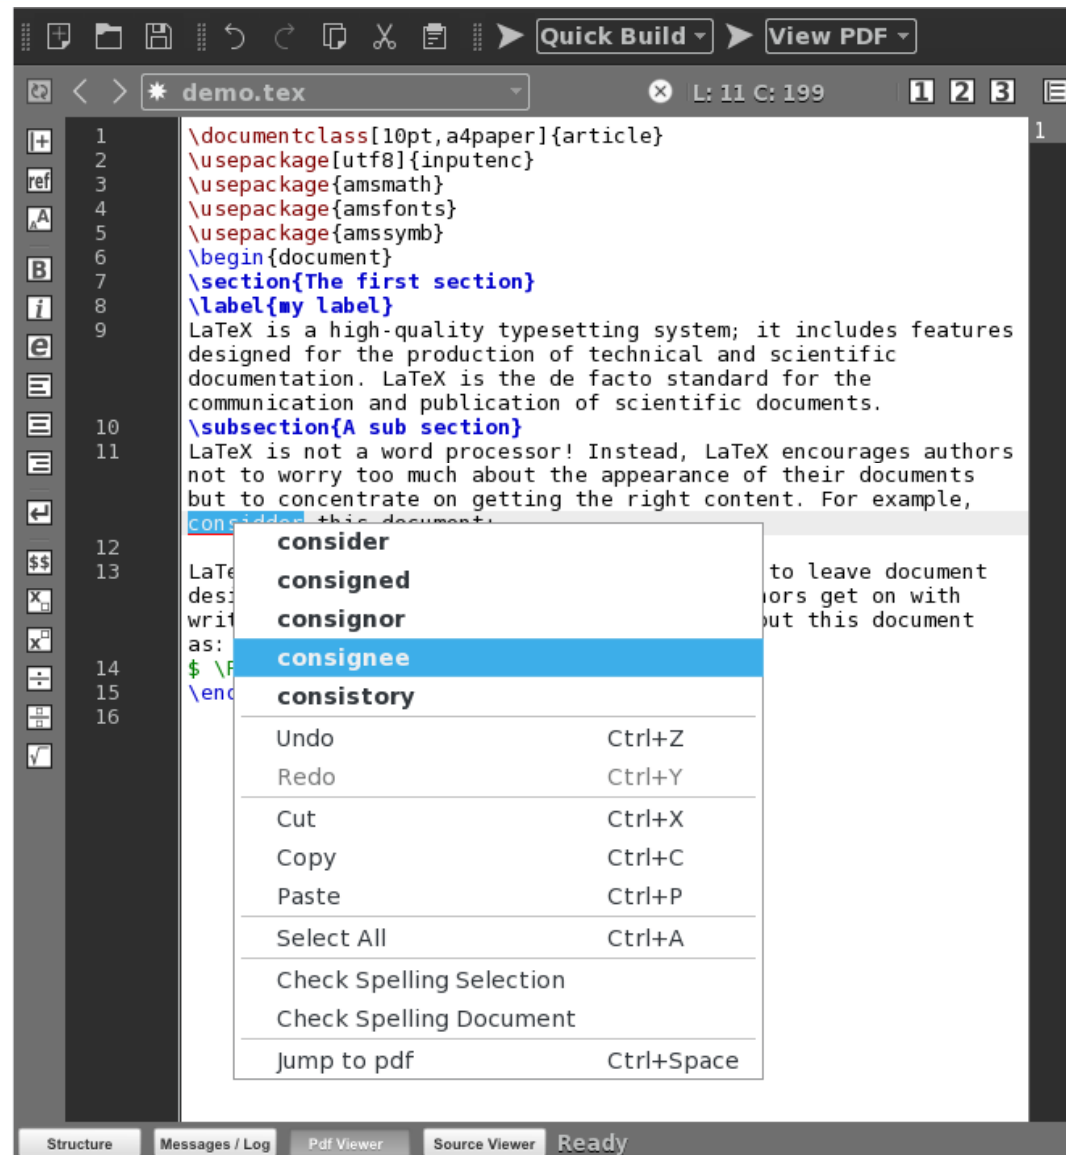 Quick Build View PDF
demo.tex L: 11 C: 199 1 2 3
1 \documentclass[10pt,a4paper]{article} 1
2 \usepackage[utf8]{inputenc}
ref 3 \usepackage{amsmath}
4 \usepackage{amsfonts}
5 \usepackage{amssymb}
6 \begin{document}
B 7 \section{The first section}
i 8 \label{my label}
9 LaTeX is a high-quality typesetting system; it includes features
e designed for the production of technical and scientific
documentation. LaTeX is the de facto standard for the
communication and publication of scientific documents.
10 \subsection{A sub section}
11 LaTeX is not a word processor! Instead, LaTeX encourages authors
not to worry too much about the appearance of their documents
but to concentrate on getting the right content. For example,
considder this document:
12
13 to leave document
get on with
this document
as:
14 $
15
16
consider
consigned
consignor
consignee
consistory
Undo Ctrl+Z
Redo Ctrl+Y
Cut Ctrl+X
Copy Ctrl+C
Paste Ctrl+P
Select All Ctrl+A
Check Spelling Selection
Check Spelling Document
Jump to pdf Ctrl+Space
Structure Messages / Log Pdf Viewer Source Viewer Ready